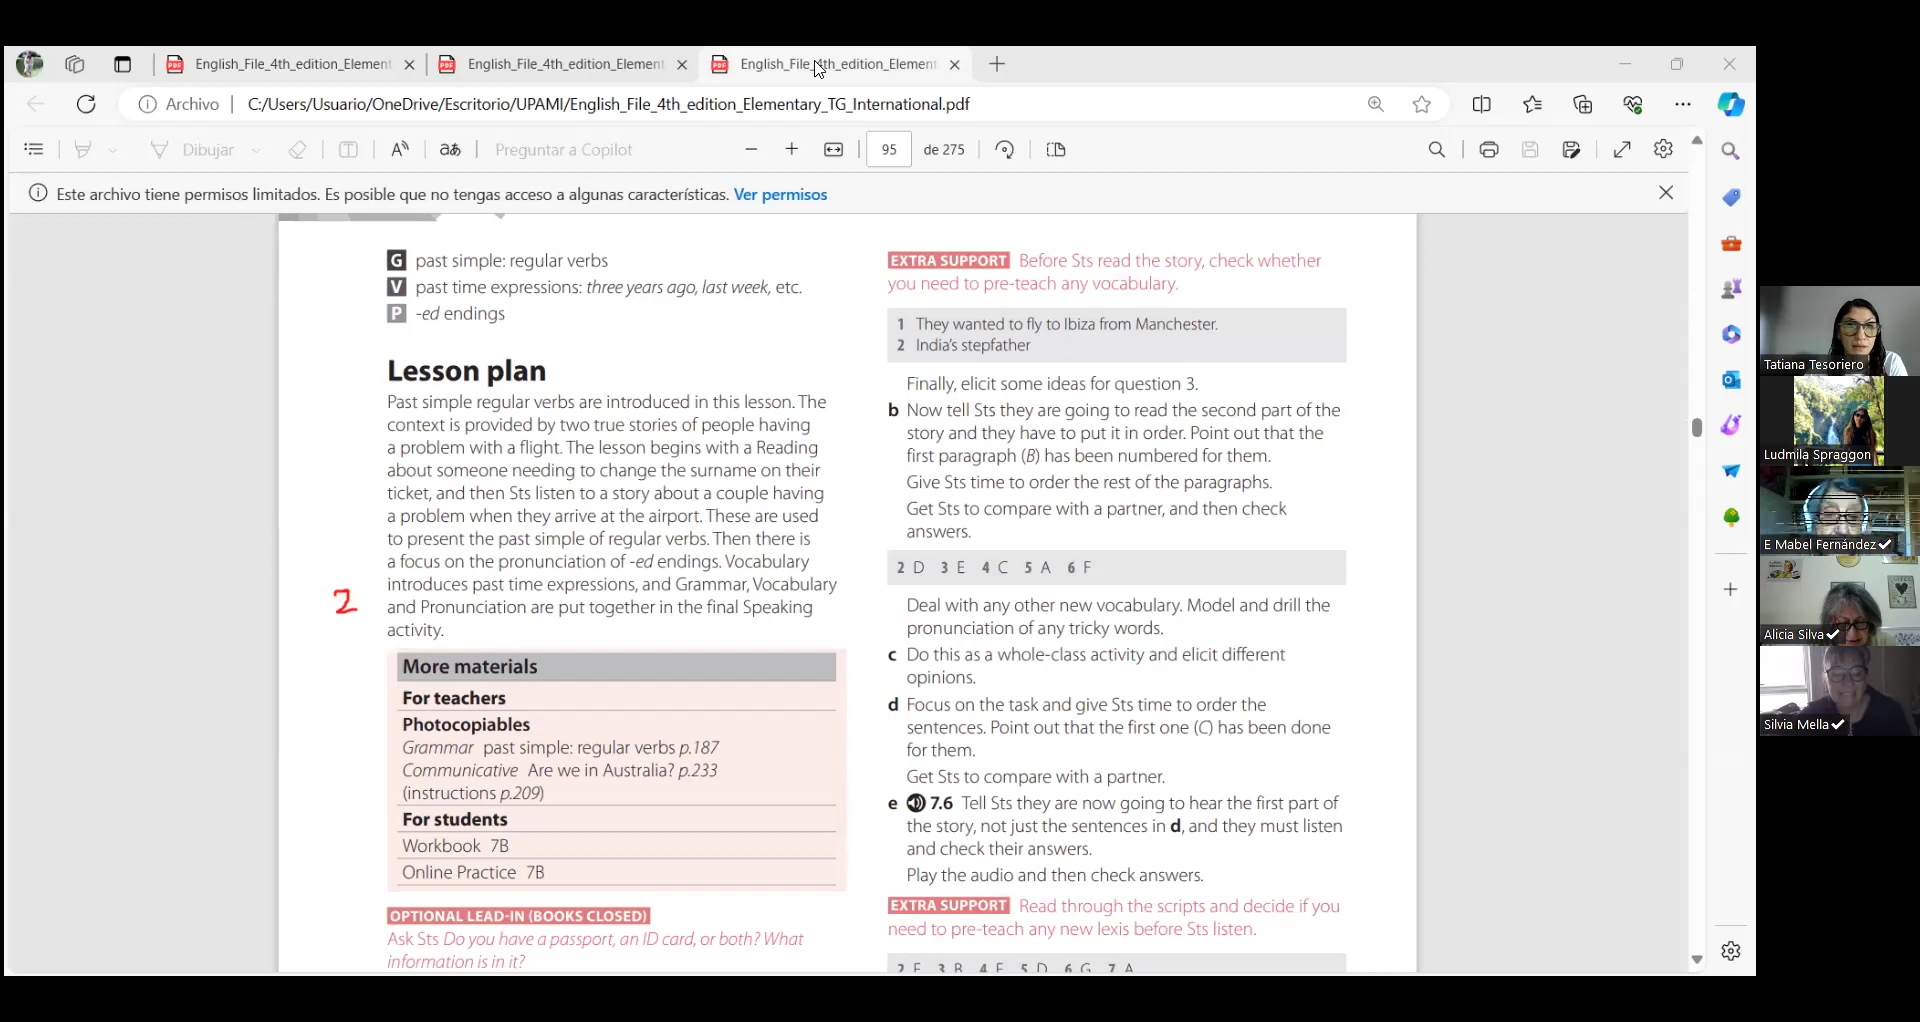 English_File_4th_edition_Element
English_File_4th_edition_Element
English_File_4th_edition_Element
Archivo
C:/Users/Usuario/OneDrive/Escritorio/UPAMI/English_File_4th_edition_Elementary_TG_International.pdf
Dibujar
Preguntar a Copilot
95
de 275
Este archivo tiene permisos limitados. Es posible que no tengas acceso a algunas características. Ver permisos
G past simple: regular verbs
V past time expressions: three years ago, last week, etc.
P -ed endings
Lesson plan
Past simple regular verbs are introduced in this lesson. The
context is provided by two true stories of people having
a problem with a flight. The lesson begins with a Reading
about someone needing to change the surname on their
ticket, and then Sts listen to a story about a couple having
a problem when they arrive at the airport. These are used
to present the past simple of regular verbs. Then there is
a focus on the pronunciation of -ed endings. Vocabulary
introduces past time expressions, and Grammar, Vocabulary
and Pronunciation are put together in the final Speaking
activity.
2
More materials
For teachers
Photocopiables
Grammar past simple: regular verbs p.187
Communicative Are we in Australia? p.233
(instructions p.209)
For students
Workbook 7B
Online Practice 7B
OPTIONAL LEAD-IN (BOOKS CLOSED)
Ask Sts Do you have a passport, an ID card, or both? What
information is in it?
EXTRA SUPPORT Before Sts read the story, check whether
you need to pre-teach any vocabulary.
1 They wanted to fly to Ibiza from Manchester.
2 India's stepfather
Finally, elicit some ideas for question 3.
b Now tell Sts they are going to read the second part of the
story and they have to put it in order. Point out that the
first paragraph (B) has been numbered for them.
Give Sts time to order the rest of the paragraphs.
Get Sts to compare with a partner, and then check
answers.
2 D 3 E 4 C 5 A 6 F
Deal with any other new vocabulary. Model and drill the
pronunciation of any tricky words.
c Do this as a whole-class activity and elicit different
opinions.
d Focus on the task and give Sts time to order the
sentences. Point out that the first one (C) has been done
for them.
Get Sts to compare with a partner.
e 7.6 Tell Sts they are now going to hear the first part of
the story, not just the sentences in d, and they must listen
and check their answers.
Play the audio and then check answers.
EXTRA SUPPORT Read through the scripts and decide if you
need to pre-teach any new lexis before Sts listen.
Tatiana Tesoriero
Ludmila Spraggon
E Mabel Fernández
Alicia Silva
Silvia Mella